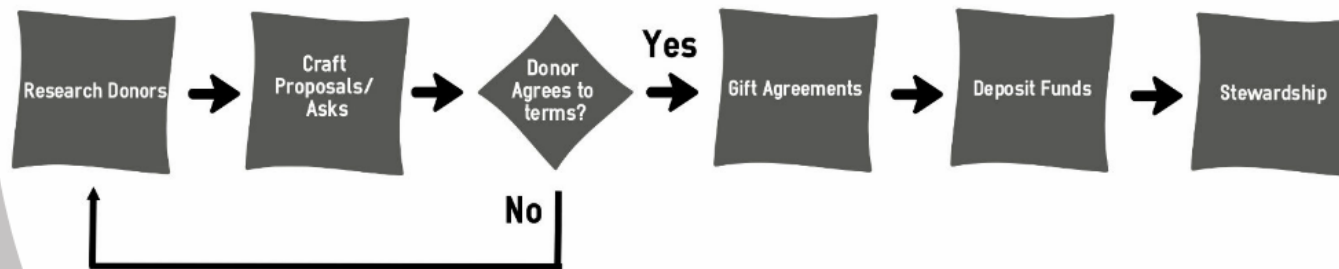 Research Donors
Craft
Proposals/
Asks
Donor
Agrees to
terms?
Yes
Gift Agreements
Deposit Funds
Stewardship
No